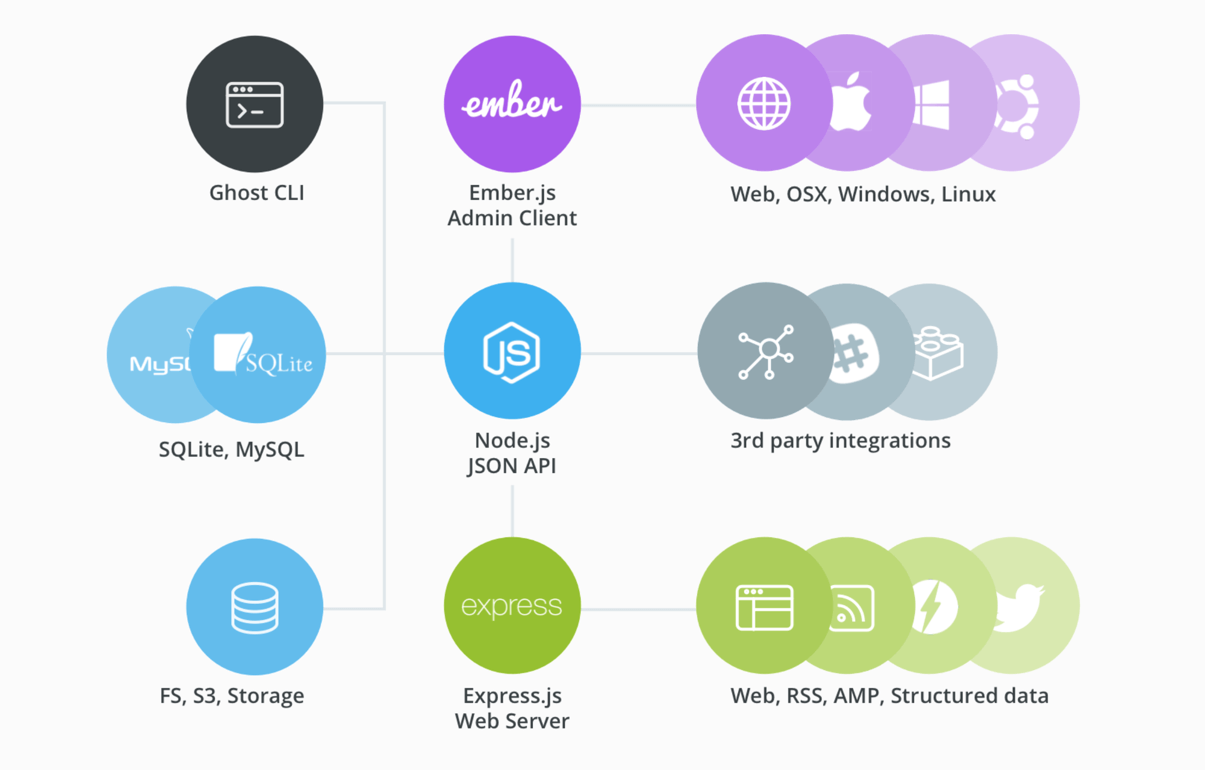 ember
Ghost CLI
Ember.js
Admin Client
Web, OSX, Windows, Linux
MySQ
SQLite
JS
SQLite, MySQL
Node.js
JSON API
3rd party integrations
express
FS, S3, Storage
Express.js
Web Server
Web, RSS, AMP, Structured data